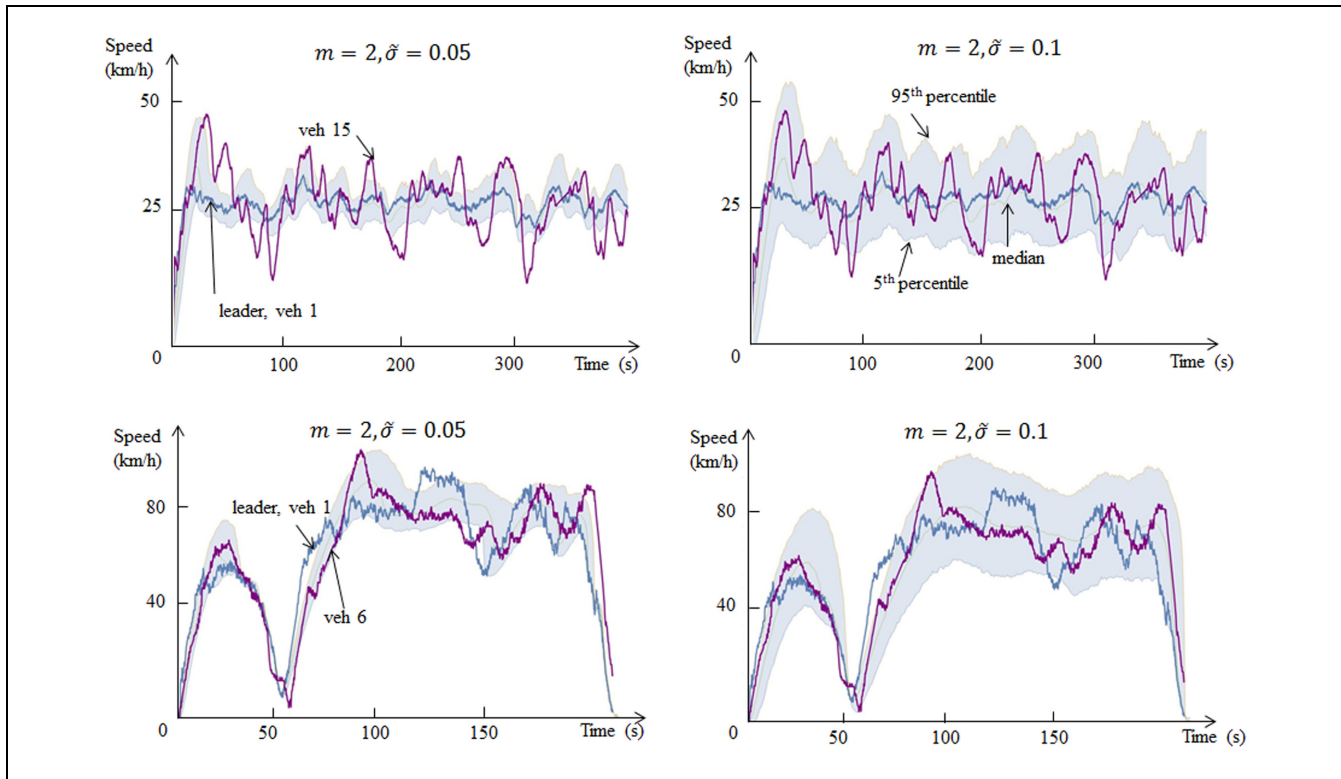 Speed
(km/h)
m = 2, σ̃ = 0.05
50
25
0
veh 15
leader, veh 1
100
200
300
Time (s)
Speed
(km/h)
m = 2, σ̃ = 0.1
50
25
0
95th percentile
median
5th percentile
100
200
300
Time (s)
Speed
(km/h)
m = 2, σ̃ = 0.05
80
40
0
leader, veh 1
veh 6
50
100
150
Time (s)
Speed
(km/h)
m = 2, σ̃ = 0.1
80
40
0
50
100
150
Time (s)